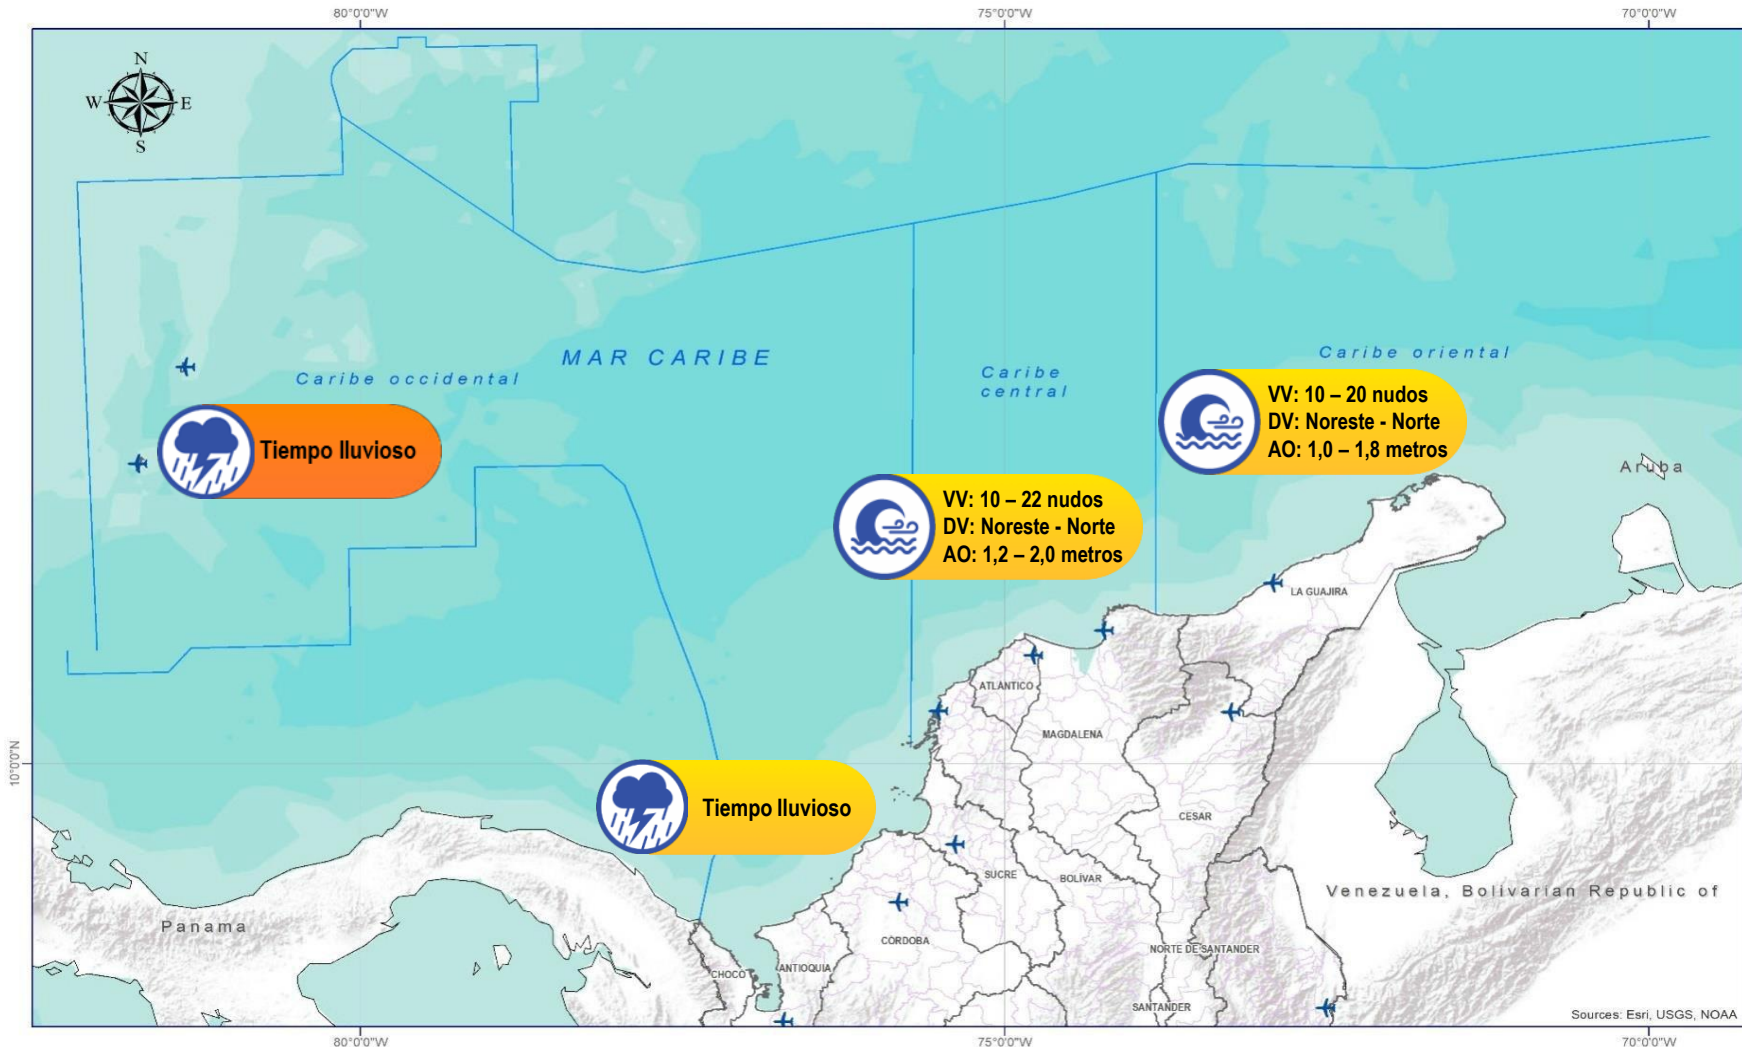 80°0'0"W
75°0'0"W
70°0'0"W
N
W
E
S
MAR CARIBE
Caribe occidental
Caribe
central
Caribe oriental
VV: 10 – 20 nudos
DV: Noreste - Norte
AO: 1,0 – 1,8 metros
Tiempo lluvioso
Aruba
VV: 10 – 22 nudos
DV: Noreste - Norte
AO: 1,2 – 2,0 metros
LA GUAJIRA
ATLÁNTICO
MAGDALENA
10°0'0"N
Tiempo lluvioso
CESAR
SUCRE
BOLÍVAR
Venezuela, Bolivarian Republic of
Panama
CÓRDOBA
NORTE DE SANTANDER
CHOCÓ
ANTIOQUIA
SANTANDER
Sources: Esri, USGS, NOAA
80°0'0"W
75°0'0"W
70°0'0"W